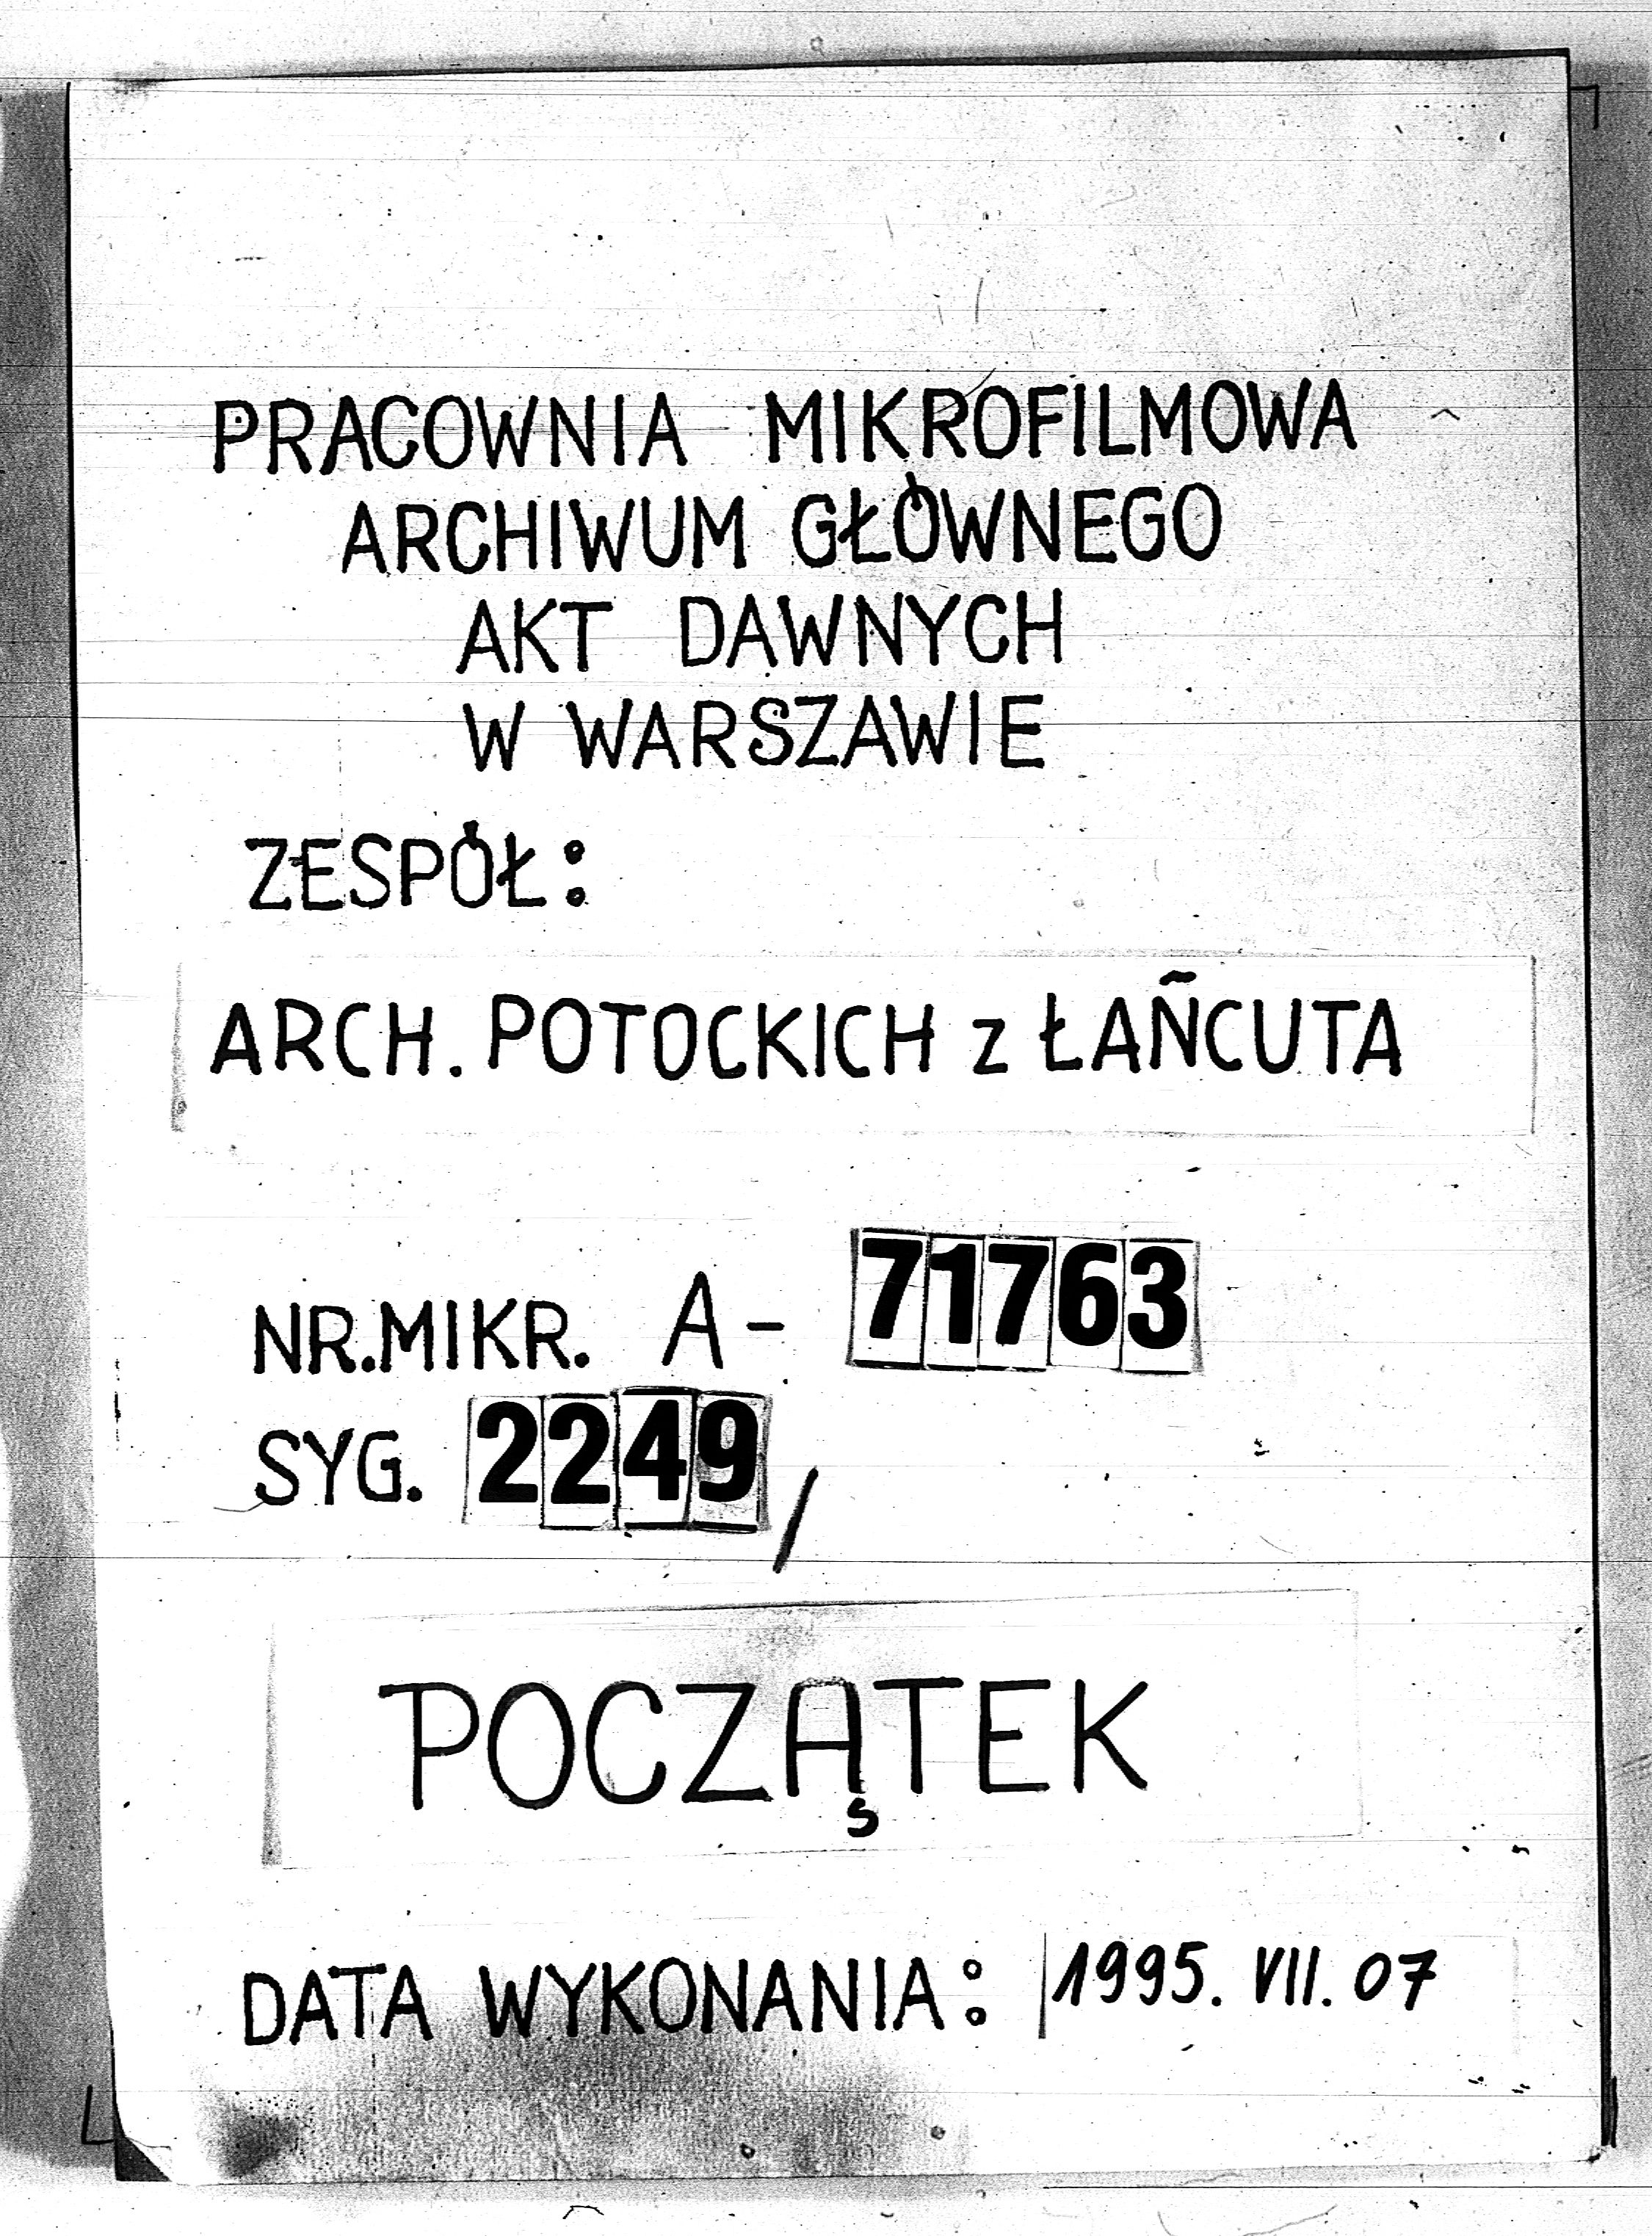 PRACOWNIA MIKROFILMOWA
ARCHIWUM GŁÓWNEGO
AKT DAWNYCH
W WARSZAWIE
ZESPÓŁ:
ARCH. POTOCKICH z ŁAŃCUTA
NR.MIKR. A- 71763
SYG. 2249/
POCZĄTEK
DATA WYKONANIA: 1995. VII. 07